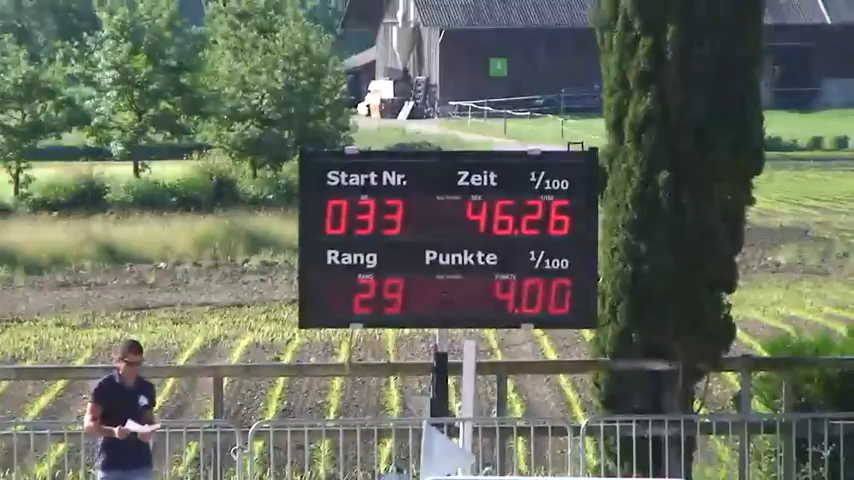 Start Nr. Zeit 1/100
033 46.26
Rang Punkte 1/100
29 4.00